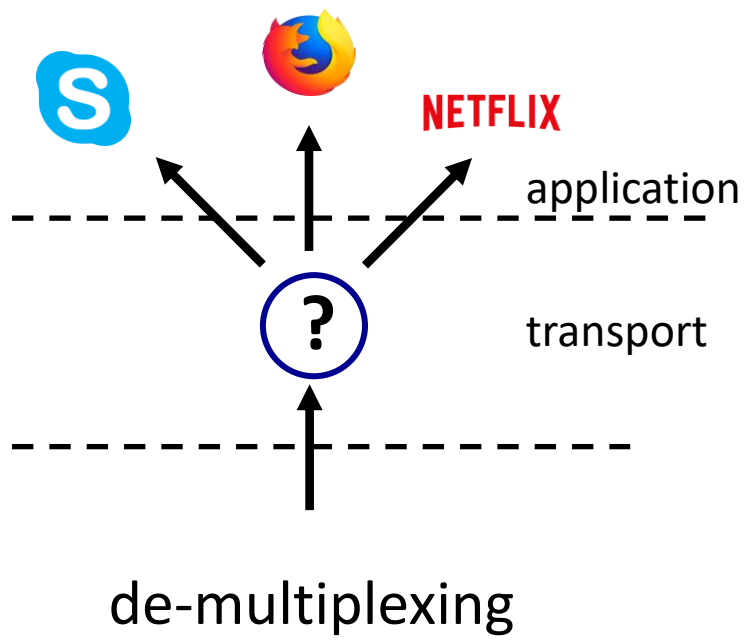 S
NETFLIX
application
?
transport
de-multiplexing